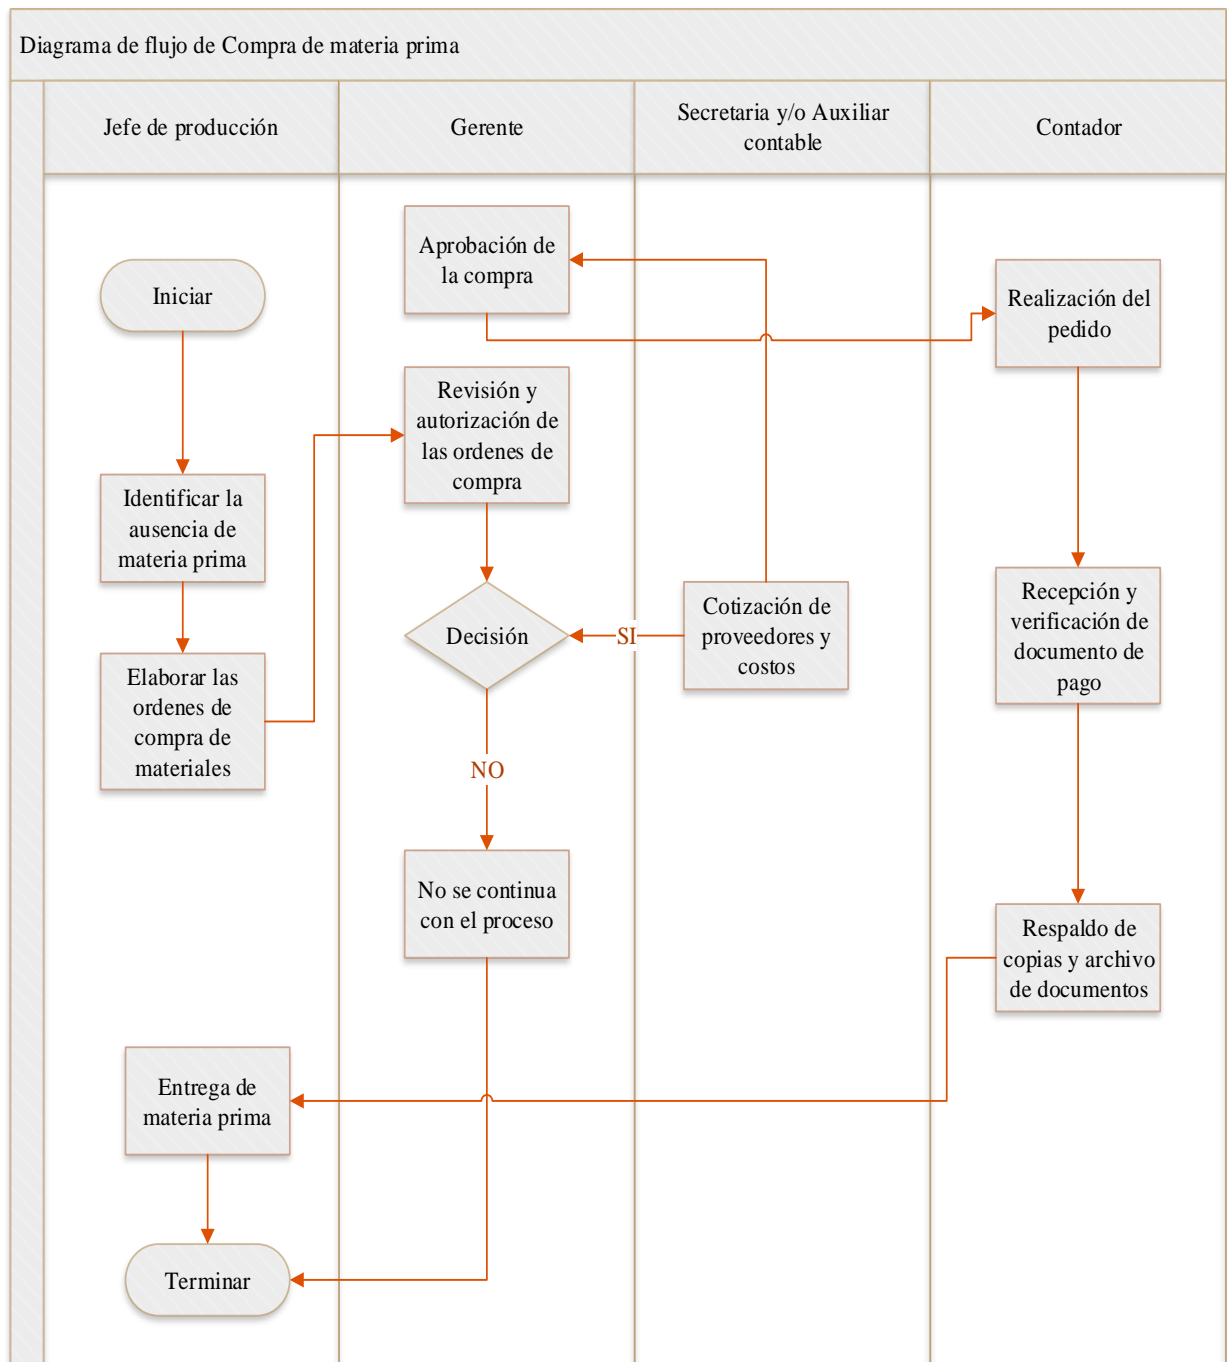 Diagrama de flujo de Compra de materia prima
Jefe de producción
Gerente
Secretaria y/o Auxiliar
contable
Contador
Aprobación de
la compra
Iniciar
Realización del
pedido
Revisión y
autorización de
las ordenes de
compra
Identificar la
ausencia de
materia prima
Decisión
SI
Cotización de
proveedores y
costos
Recepción y
verificación de
documento de
pago
Elaborar las
ordenes de
compra de
materiales
NO
No se continua
con el proceso
Respaldo de
copias y archivo
de documentos
Entrega de
materia prima
Terminar